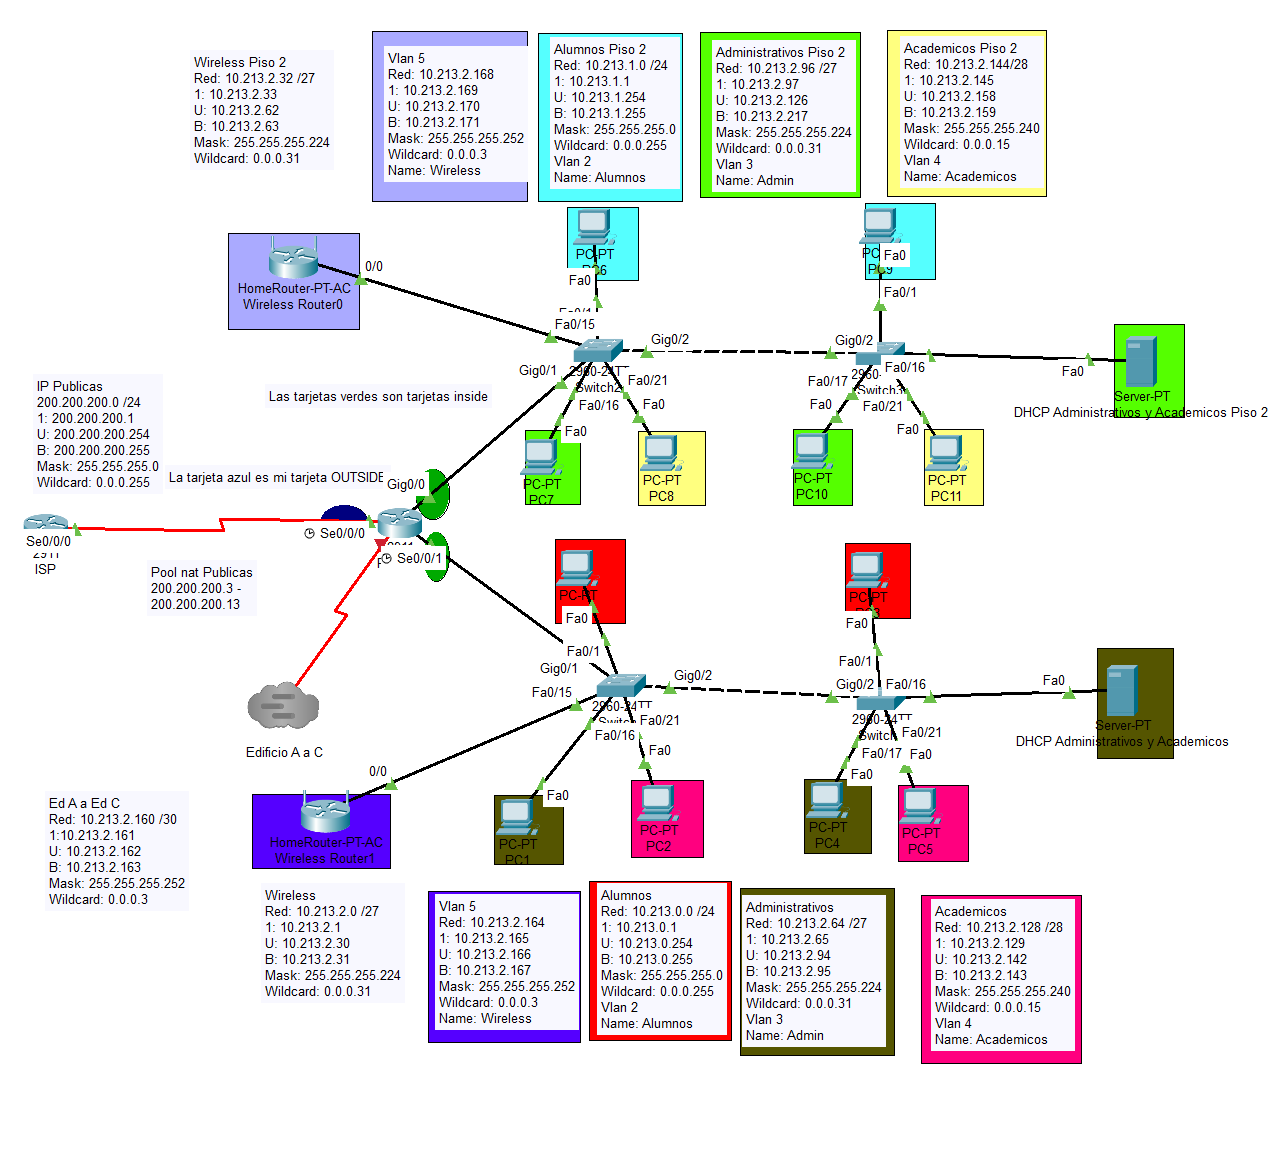 Wireless Piso 2
Red: 10.213.2.32 /27
1: 10.213.2.33
U: 10.213.2.62
B: 10.213.2.63
Mask: 255.255.255.224
Wildcard: 0.0.0.31
Vlan 5
Red: 10.213.2.168
1: 10.213.2.169
U: 10.213.2.170
B: 10.213.2.171
Mask: 255.255.255.252
Wildcard: 0.0.0.3
Name: Wireless
Alumnos Piso 2
Red: 10.213.1.0 /24
1: 10.213.1.1
U: 10.213.1.254
B: 10.213.1.255
Mask: 255.255.255.0
Wildcard: 0.0.0.255
Vlan 2
Name: Alumnos
Administrativos Piso 2
Red: 10.213.2.96 /27
1: 10.213.2.97
U: 10.213.2.126
B: 10.213.2.217
Mask: 255.255.255.224
Wildcard: 0.0.0.31
Vlan 3
Name: Admin
Academicos Piso 2
Red: 10.213.2.144/28
1: 10.213.2.145
U: 10.213.2.158
B: 10.213.2.159
Mask: 255.255.255.240
Wildcard: 0.0.0.15
Vlan 4
Name: Academicos
PC-PT
Fa0
Fa0
Fa0/1
HomeRouter-PT-AC
Wireless Router0
0/0
Fa0/15
Gig0/1
Gig0/2
Switch2
Fa0/21
Fa0/16
Fa0
Fa0
PC-PT
PC7
PC-PT
PC8
Gig0/2
Fa0/16
Fa0/17
Fa0/21
Fa0
Fa0
PC-PT
PC10
PC-PT
PC11
Fa0
Server-PT
DHCP Administrativos y Academicos Piso 2
IP Publicas
200.200.200.0 /24
1: 200.200.200.1
U: 200.200.200.254
B: 200.200.200.255
Mask: 255.255.255.0
Wildcard: 0.0.0.255
Las tarjetas verdes son tarjetas inside
La tarjeta azul es mi tarjeta OUTSIDE
Gig0/0
Se0/0/0
Se0/0/1
Se0/0/0
2911
ISP
Pool nat Publicas
200.200.200.3 -
200.200.200.13
Edificio A a C
PC-PT
Fa0
Fa0/1
Gig0/1
Fa0/15
Gig0/2
Fa0/21
Fa0/16
Fa0
Fa0
PC-PT
PC1
PC-PT
PC2
0/0
HomeRouter-PT-AC
Wireless Router1
PC-PT
Fa0
Fa0/1
Gig0/2
Fa0/16
Fa0/21
Fa0/17
Fa0
Fa0
PC-PT
PC4
PC-PT
PC5
Fa0
Server-PT
DHCP Administrativos y Academicos
Ed A a Ed C
Red: 10.213.2.160 /30
1:10.213.2.161
U: 10.213.2.162
B: 10.213.2.163
Mask: 255.255.255.252
Wildcard: 0.0.0.3
Wireless
Red: 10.213.2.0 /27
1: 10.213.2.1
U: 10.213.2.30
B: 10.213.2.31
Mask: 255.255.255.224
Wildcard: 0.0.0.31
Vlan 5
Red: 10.213.2.164
1: 10.213.2.165
U: 10.213.2.166
B: 10.213.2.167
Mask: 255.255.255.252
Wildcard: 0.0.0.3
Name: Wireless
Alumnos
Red: 10.213.0.0 /24
1: 10.213.0.1
U: 10.213.0.254
B: 10.213.0.255
Mask: 255.255.255.0
Wildcard: 0.0.0.255
Vlan 2
Name: Alumnos
Administrativos
Red: 10.213.2.64 /27
1: 10.213.2.65
U: 10.213.2.94
B: 10.213.2.95
Mask: 255.255.255.224
Wildcard: 0.0.0.31
Vlan 3
Name: Admin
Academicos
Red: 10.213.2.128 /28
1: 10.213.2.129
U: 10.213.2.142
B: 10.213.2.143
Mask: 255.255.255.240
Wildcard: 0.0.0.15
Vlan 4
Name: Academicos